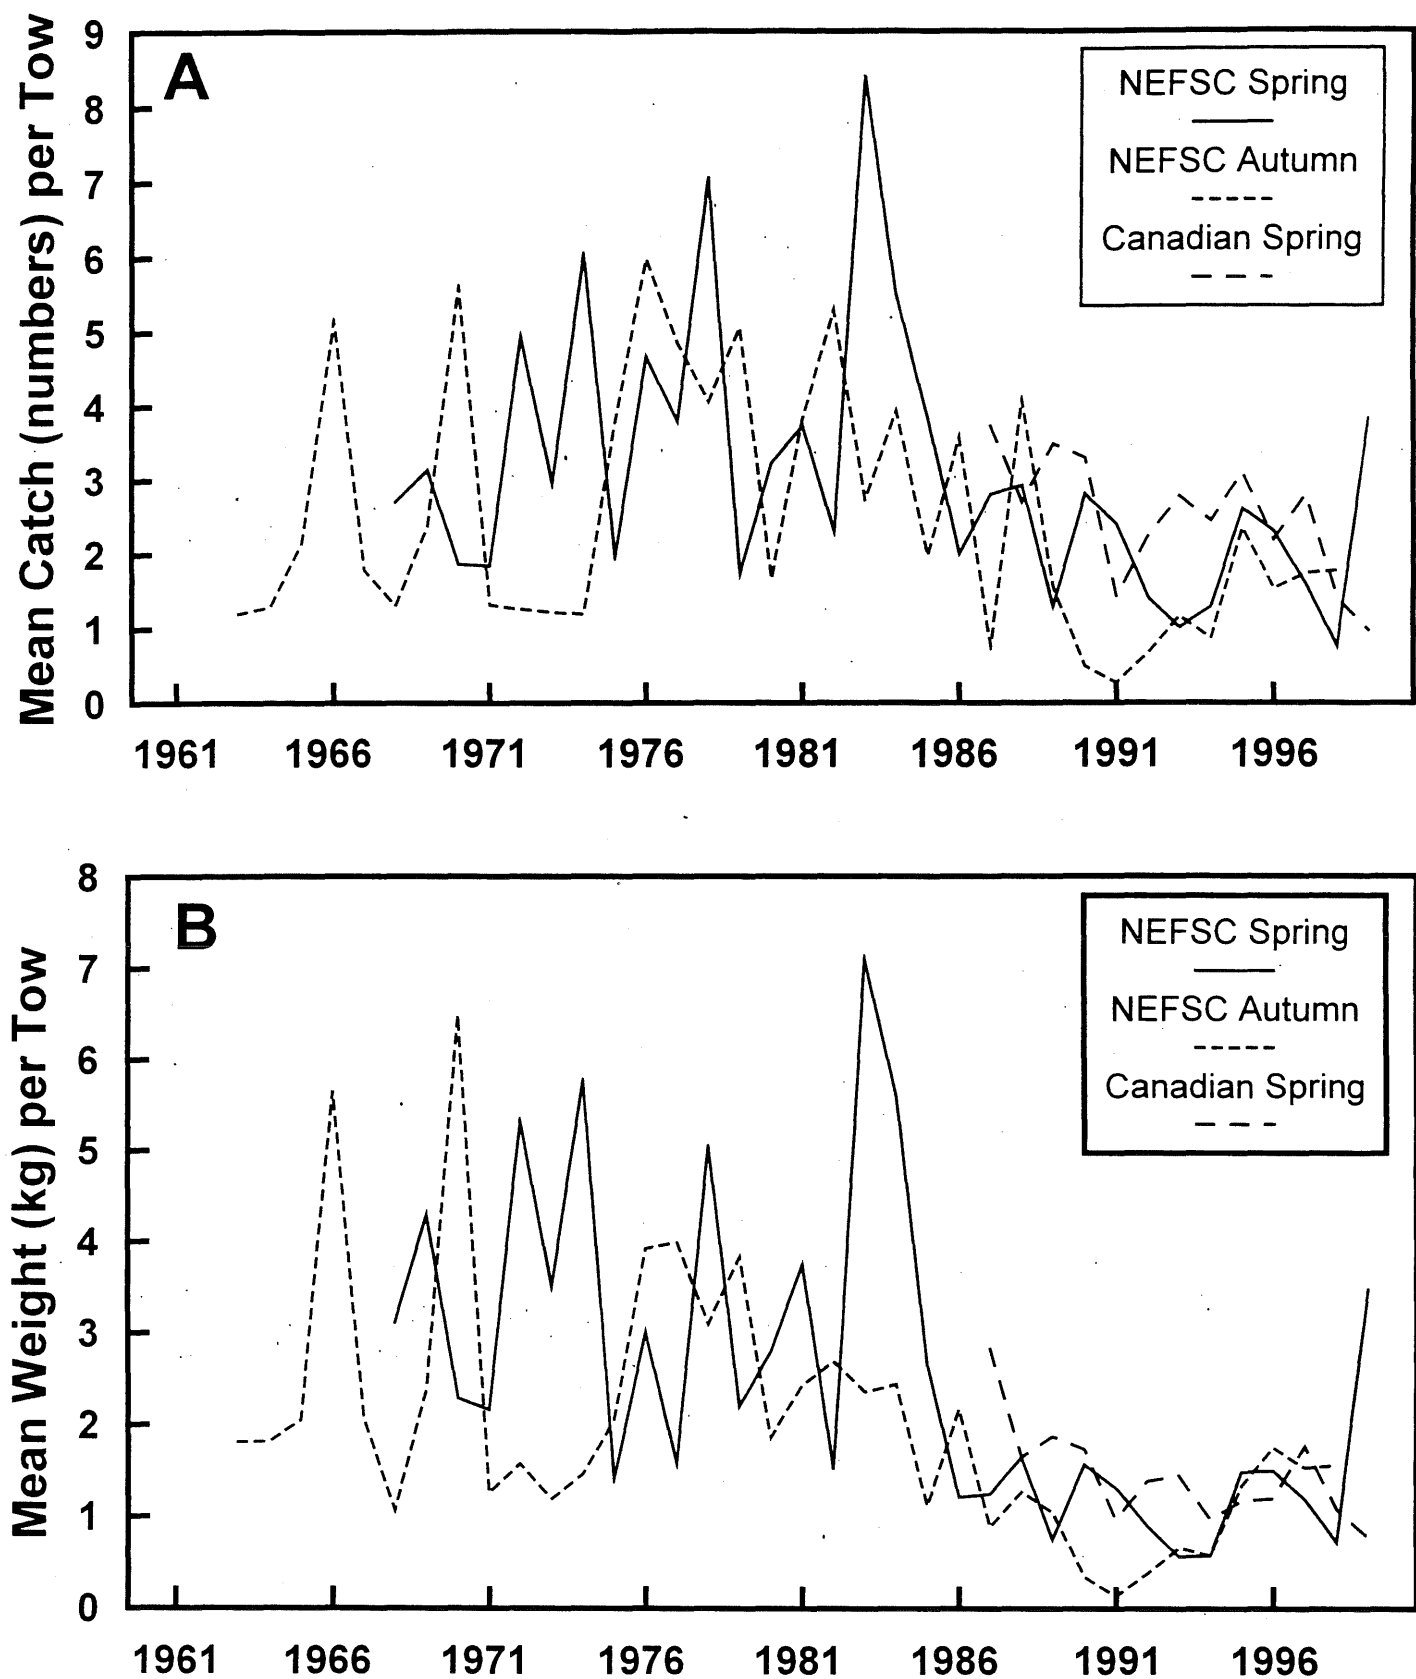 A
Mean Catch (numbers) per Tow
9
8
7
6
5
4
3
2
1
0
NEFSC Spring
NEFSC Autumn
Canadian Spring
1961 1966 1971 1976 1981 1986 1991 1996
B
Mean Weight (kg) per Tow
8
7
6
5
4
3
2
1
0
NEFSC Spring
NEFSC Autumn
Canadian Spring
1961 1966 1971 1976 1981 1986 1991 1996